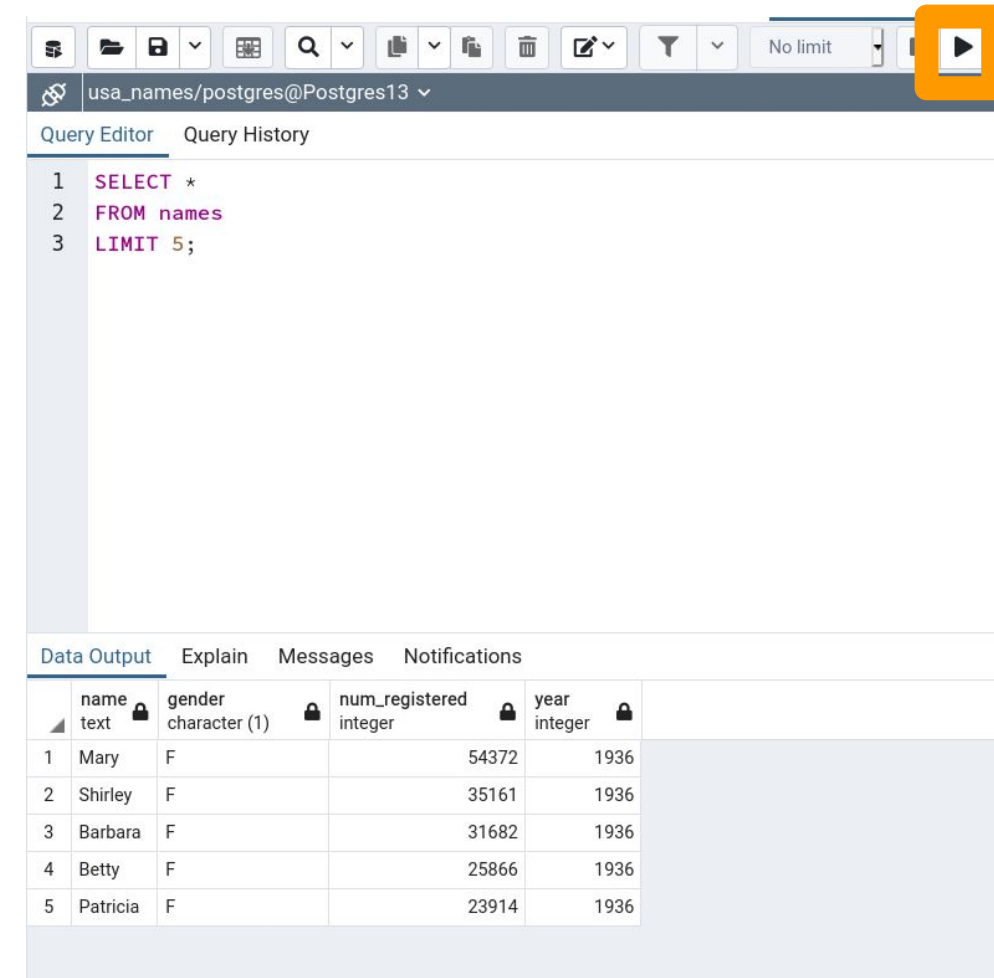 No limit
usa_names/postgres@Postgres13
Query Editor Query History
1 SELECT *
2 FROM names
3 LIMIT 5;
Data Output Explain Messages Notifications
name gender num_registered year
text character (1) integer integer
1 Mary F 54372 1936
2 Shirley F 35161 1936
3 Barbara F 31682 1936
4 Betty F 25866 1936
5 Patricia F 23914 1936